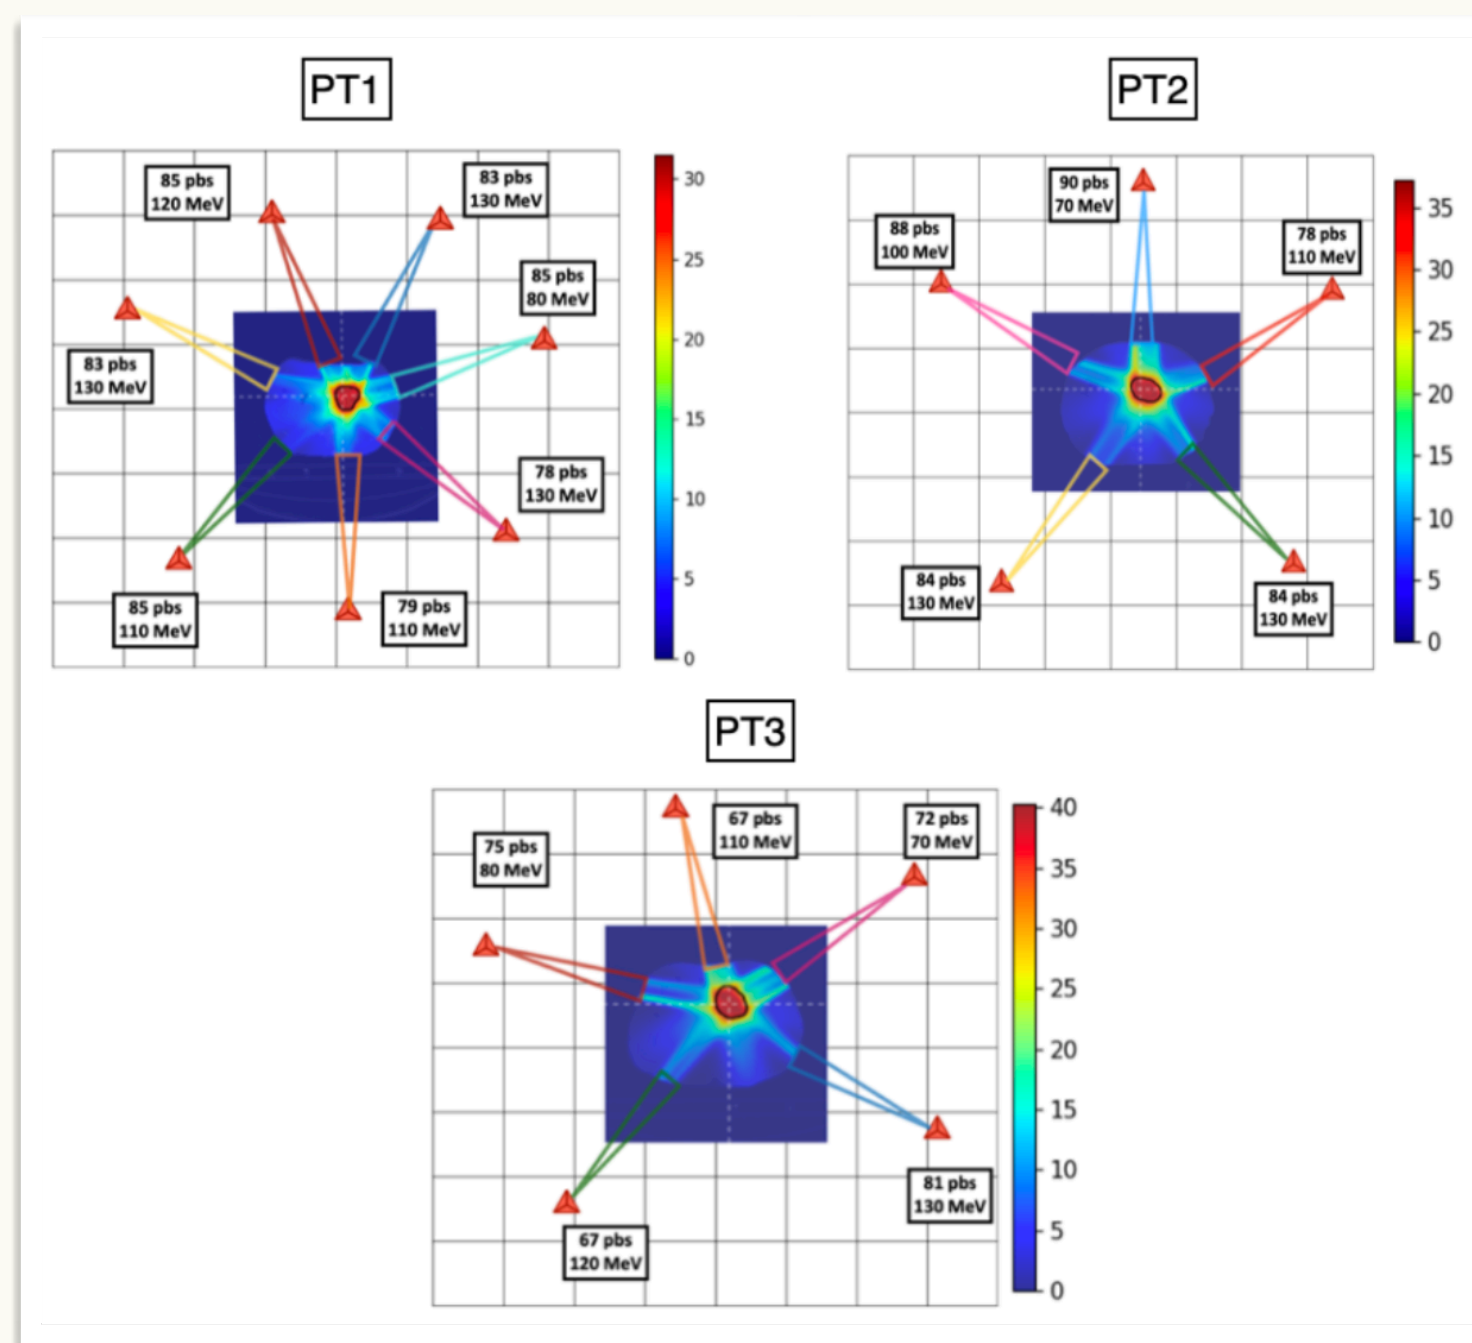 PT1
85 pbs
120 MeV
83 pbs
130 MeV
85 pbs
80 MeV
83 pbs
130 MeV
78 pbs
130 MeV
85 pbs
110 MeV
79 pbs
110 MeV
30
25
20
15
10
5
0
PT2
90 pbs
70 MeV
88 pbs
100 MeV
78 pbs
110 MeV
84 pbs
130 MeV
84 pbs
130 MeV
35
30
25
20
15
10
5
0
PT3
67 pbs
110 MeV
72 pbs
70 MeV
75 pbs
80 MeV
81 pbs
130 MeV
67 pbs
120 MeV
40
35
30
25
20
15
10
5
0